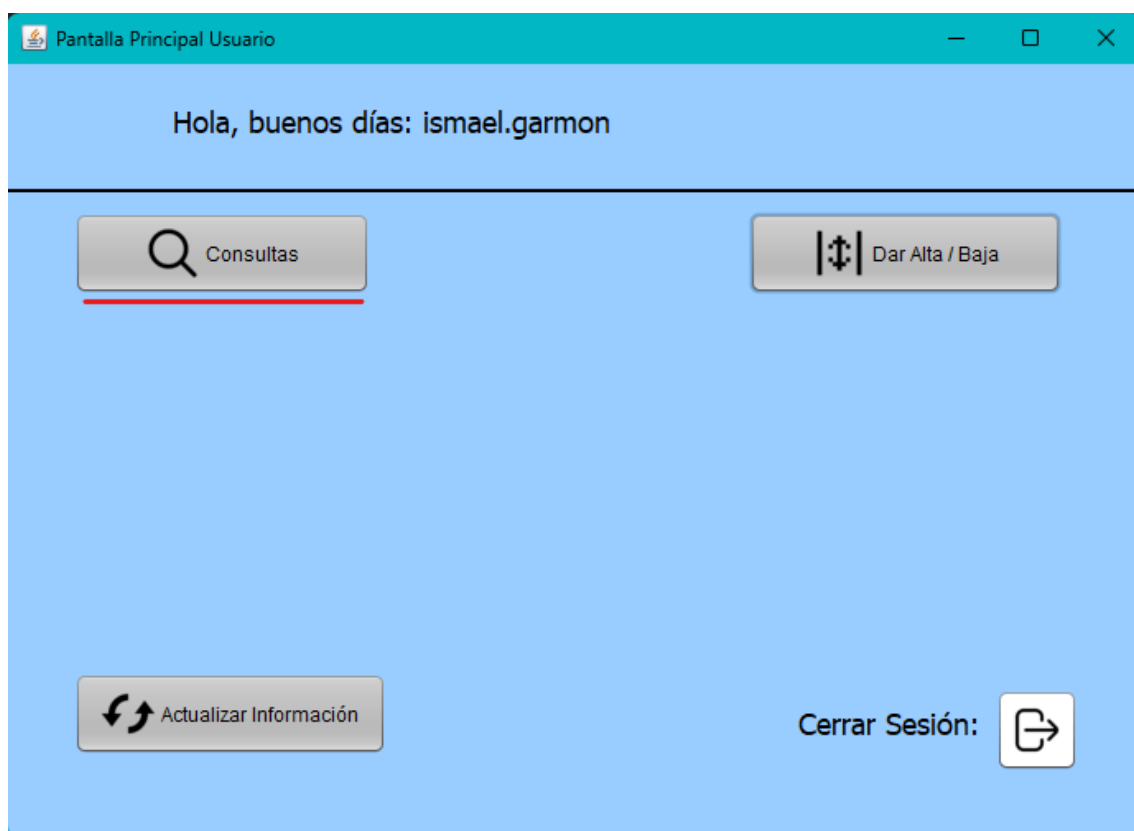 Pantalla Principal Usuario
Hola, buenos días: ismael.garmon
Consultas
Dar Alta / Baja
Actualizar Información
Cerrar Sesión: